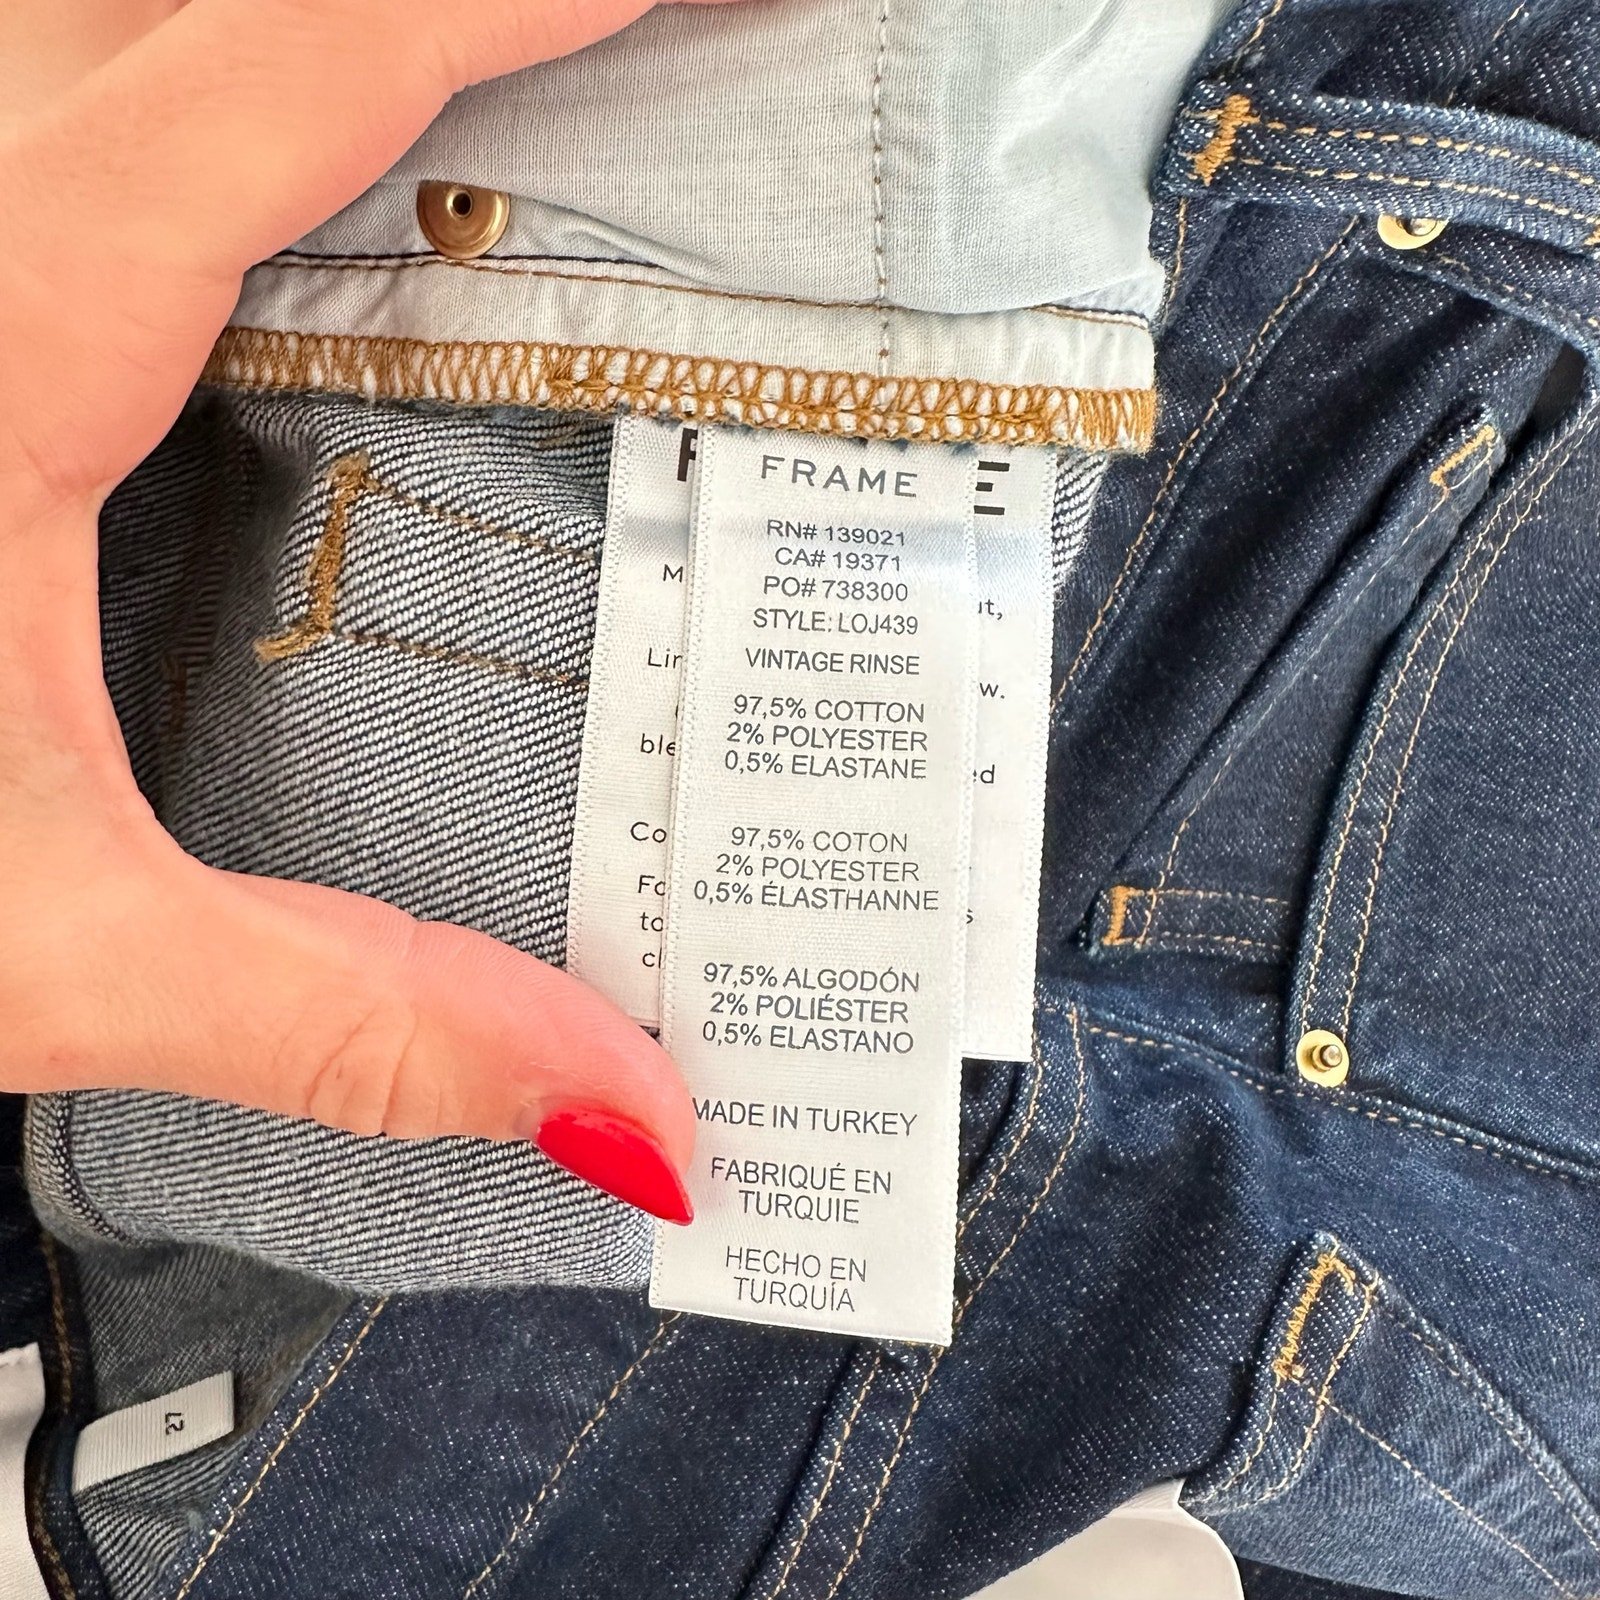 FRAME
RN# 139021
CA# 19371
PO# 738300
STYLE: LOJ439
VINTAGE RINSE
97,5% COTTON
2% POLYESTER
0,5% ELASTANE
97,5% COTON
2% POLYESTER
0,5% ÉLASTHANNE
97,5% ALGODÓN
2% POLIÉSTER
0,5% ELASTANO
MADE IN TURKEY
FABRIQUÉ EN
TURQUIE
HECHO EN
TURQUÍA
27